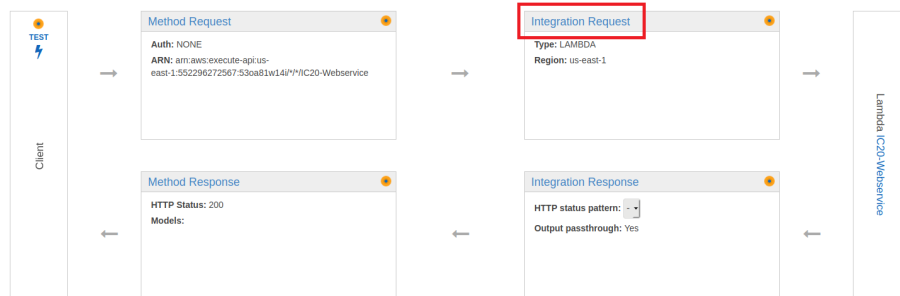 TEST
Client
Method Request
Auth: NONE
ARN: arn:aws:execute-api:us-
east-1:552296272567:53oa81w14i/*/*/IC20-Webservice
Integration Request
Type: LAMBDA
Region: us-east-1
Lambda IC20-Webservice
Method Response
HTTP Status: 200
Models:
Integration Response
HTTP status pattern: -
Output passthrough: Yes